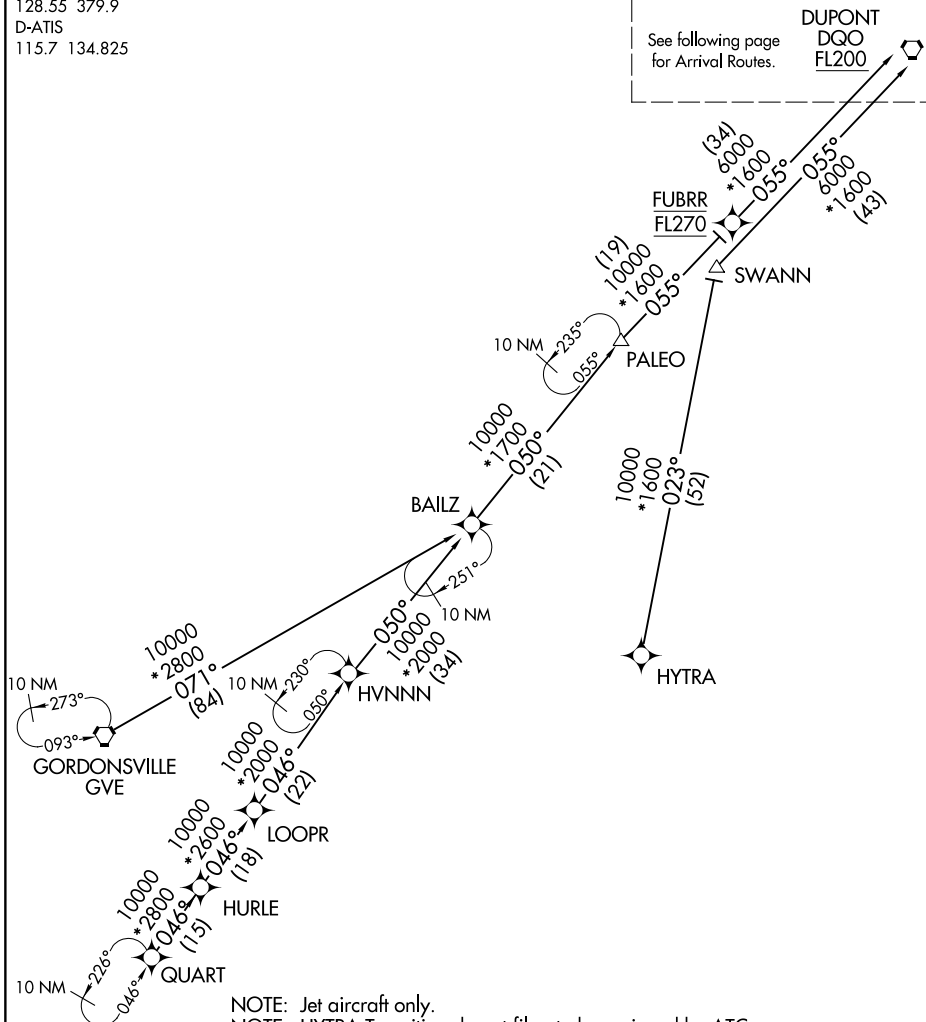 128.55 379.9
D-ATIS
115.7 134.825
See following page
for Arrival Routes.
DUPONT
DQO
FL200
(34)
6000
*1600
055°
055°
6000
*1600
(43)
FUBRR
FL270
SWANN
(19)
10000
*1600
055°
10 NM
235°
055°
PALEO
10000
*1700
050°
(21)
10000
*1600
023°
(52)
BAILZ
251°
10 NM
050°
10000
*2000
(34)
HYTRA
10000
*2800
071°
(84)
10 NM
230°
050°
HVNNN
10 NM
273°
093°
GORDONSVILLE
GVE
10000
*2000
046°
(22)
LOOPR
10000
*2600
046°
(18)
HURLE
10000
*2800
046°
(15)
QUART
10 NM
226°
046°
NOTE: Jet aircraft only.